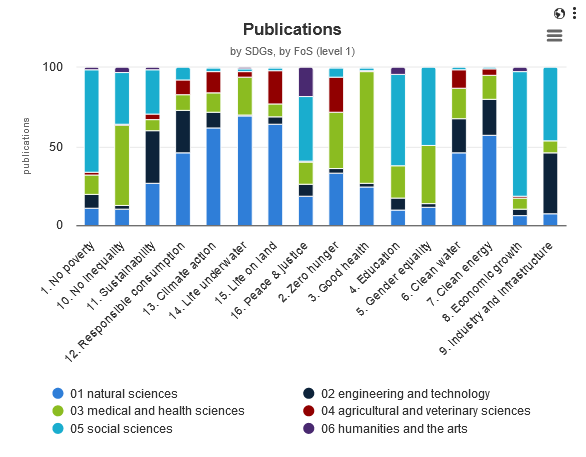 Publications
by SDGs, by FoS (level 1)
publications
100
50
0
1. No poverty
10. No Inequality
11. Sustainability
12. Responsible consumption
13. Climate action
14. Life underwater
15. Life on land
16. Peace & justice
2. Zero hunger
3. Good health
4. Education
5. Gender equality
6. Clean water
7. Clean energy
8. Economic growth
9. Industry and Infrastructure
01 natural sciences
02 engineering and technology
03 medical and health sciences
04 agricultural and veterinary sciences
05 social sciences
06 humanities and the arts